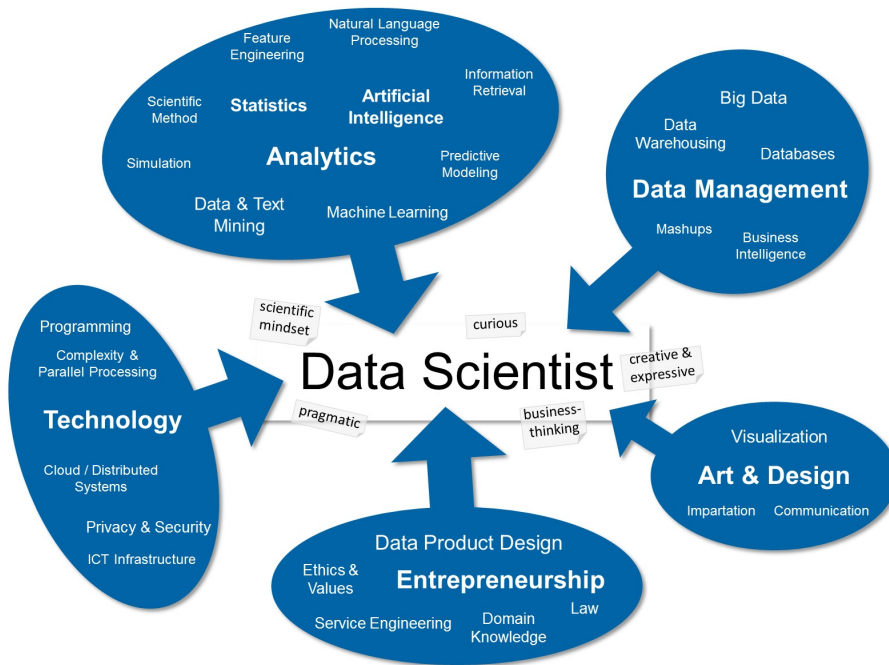 Natural Language
Processing
Feature
Engineering
Information
Retrieval
Scientific
Method
Statistics
Artificial
Intelligence
Simulation
Analytics
Predictive
Modeling
Data & Text
Mining
Machine Learning
Big Data
Data
Warehousing
Databases
Data Management
Mashups
Business
Intelligence
Programming
Complexity &
Parallel Processing
Technology
Cloud / Distributed
Systems
Privacy & Security
ICT Infrastructure
scientific
mindset
curious
Data Scientist
creative &
expressive
pragmatic
business-
thinking
Visualization
Art & Design
Impartation
Communication
Data Product Design
Ethics &
Values
Entrepreneurship
Service Engineering
Domain
Knowledge
Law